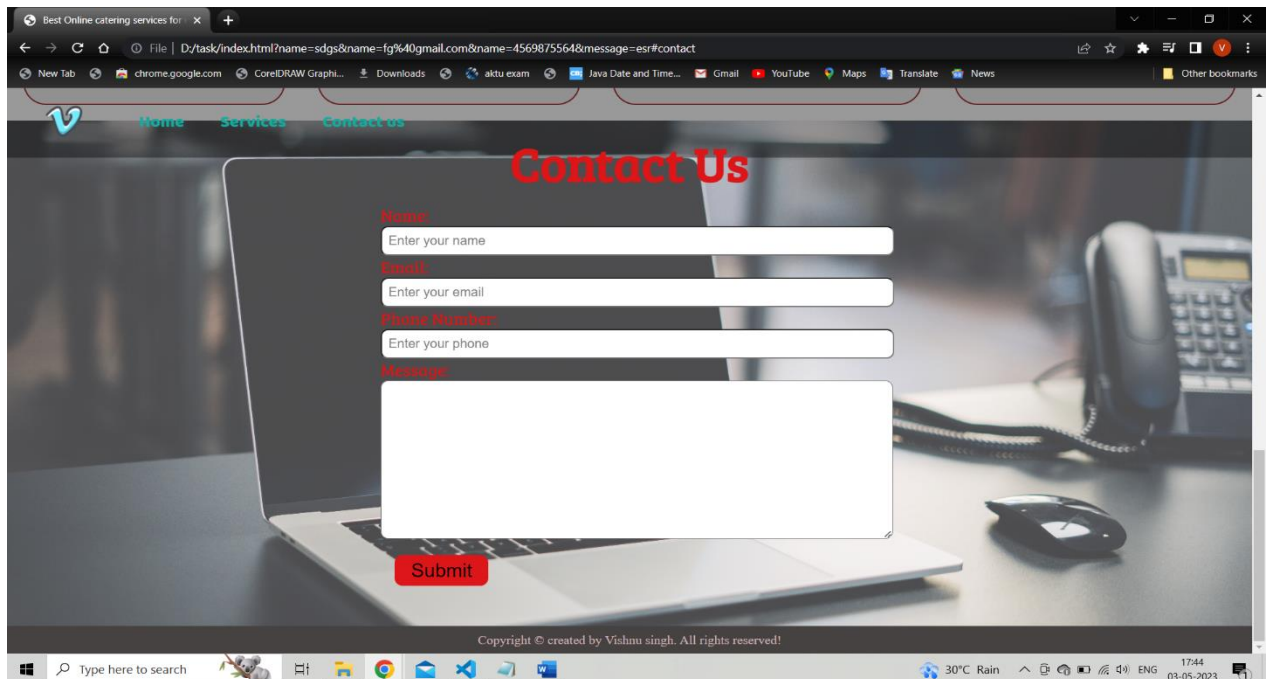 Best Online catering services for
File | D:/task/index.html?name=sdgs&name=fg%40gmail.com&name=4569875564&message=esr#contact
New Tab chrome.google.com CorelDRAW Graphi... Downloads aktu exam Java Date and Time... Gmail YouTube Maps Translate News Other bookmarks
Home Services Contact us
Contact Us
Name:
Enter your name
Email:
Enter your email
Phone Number:
Enter your phone
Message:
Submit
Copyright © created by Vishnu singh. All rights reserved!
Type here to search 30°C Rain ENG 17:44
03-05-2023